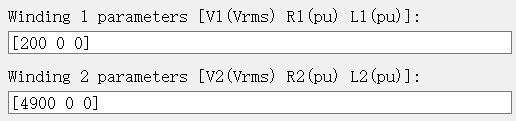 Winding 1 parameters [V1(Vrms) R1(pu) L1(pu)]:
[200 0 0]
Winding 2 parameters [V2(Vrms) R2(pu) L2(pu)]:
[4900 0 0]